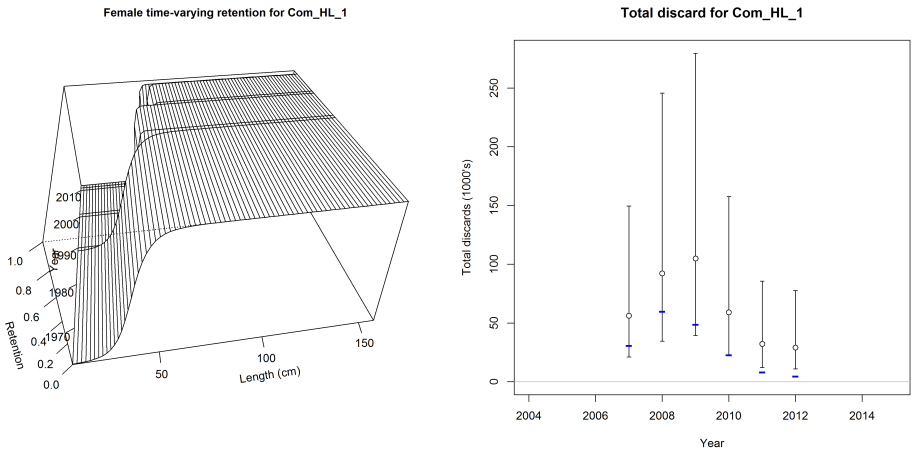 Female time-varying retention for Com_HL_1
2010
2000
1990
1980
1970
Year
1.0
0.8
0.6
0.4
0.2
0.0
Retention
50
100
150
Length (cm)
Total discard for Com_HL_1
250
200
150
100
50
0
Total discards (1000's)
2004 2006 2008 2010 2012 2014
Year